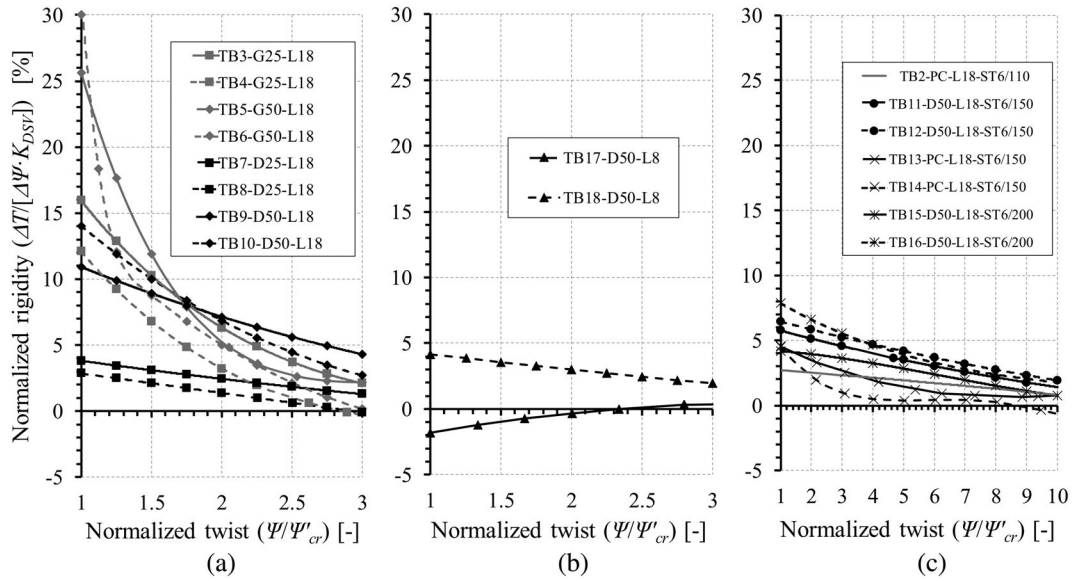 Normalized rigidity (ΔT/[ΔΨ·K_DSV]) [%]
30
25
20
15
10
5
0
-5
TB3-G25-L18
TB4-G25-L18
TB5-G50-L18
TB6-G50-L18
TB7-D25-L18
TB8-D25-L18
TB9-D50-L18
TB10-D50-L18
1 1.5 2 2.5 3
Normalized twist (Ψ/Ψ'cr) [-]
(a)
30
25
20
15
10
5
0
-5
TB17-D50-L8
TB18-D50-L8
1 1.5 2 2.5 3
Normalized twist (Ψ/Ψ'cr) [-]
(b)
30
25
20
15
10
5
0
-5
TB2-PC-L18-ST6/110
TB11-D50-L18-ST6/150
TB12-D50-L18-ST6/150
TB13-PC-L18-ST6/150
TB14-PC-L18-ST6/150
TB15-D50-L18-ST6/200
TB16-D50-L18-ST6/200
1 2 3 4 5 6 7 8 9 10
Normalized twist (Ψ/Ψ'cr) [-]
(c)